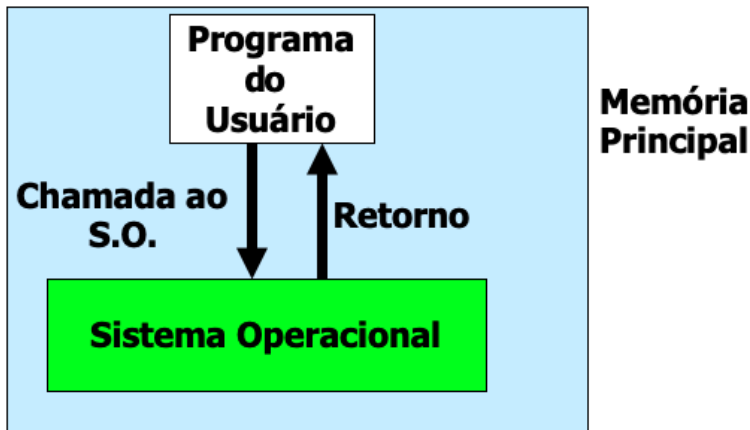 Programa
do
Usuário
Memória
Principal
Chamada ao
S.O.
Retorno
Sistema Operacional